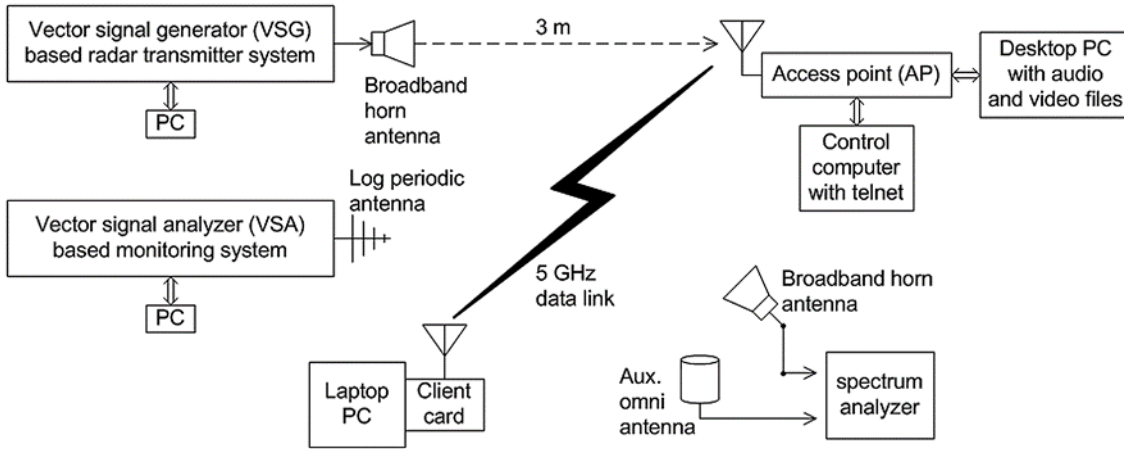 Vector signal generator (VSG)
based radar transmitter system
PC
Broadband
horn
antenna
3 m
Access point (AP)
Desktop PC
with audio
and video files
Control
computer
with telnet
Vector signal analyzer (VSA)
based monitoring system
PC
Log periodic
antenna
5 GHz
data link
Laptop
PC
Client
card
Broadband horn
antenna
Aux.
omni
antenna
spectrum
analyzer